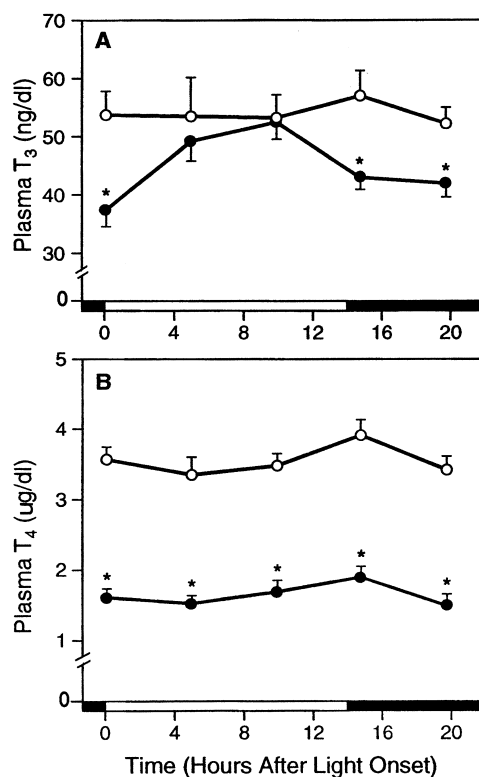 A
Plasma T3 (ng/dl)
70
60
50
40
30
0
* * *
0 4 8 12 16 20
B
Plasma T4 (ug/dl)
5
4
3
2
1
0
* * * * *
0 4 8 12 16 20
Time (Hours After Light Onset)